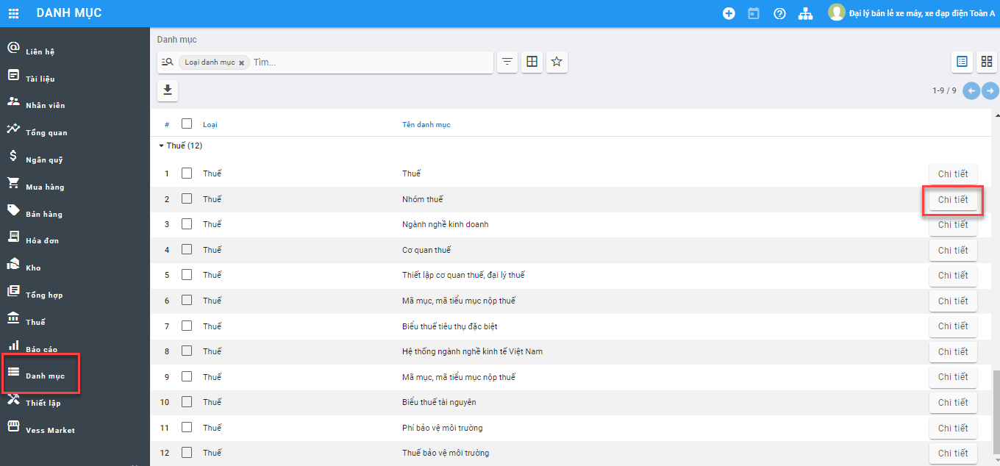 DANH MỤC
Đại lý bán lẻ xe máy, xe đạp điện Toàn A
Liên hệ
Tài liệu
Nhân viên
Tổng quan
Ngân quỹ
Mua hàng
Bán hàng
Hóa đơn
Kho
Tổng hợp
Thuế
Báo cáo
Danh mục
Thiết lập
Vess Market
Danh mục
Loại danh mục × Tìm...
1-9 / 9
# Loại Tên danh mục
Thuế (12)
1 Thuế Thuế Chi tiết
2 Thuế Nhóm thuế Chi tiết
3 Thuế Ngành nghề kinh doanh Chi tiết
4 Thuế Cơ quan thuế Chi tiết
5 Thuế Thiết lập cơ quan thuế, đại lý thuế Chi tiết
6 Thuế Mã mục, mã tiểu mục nộp thuế Chi tiết
7 Thuế Biểu thuế tiêu thụ đặc biệt Chi tiết
8 Thuế Hệ thống ngành nghề kinh tế Việt Nam Chi tiết
9 Thuế Mã mục, mã tiểu mục nộp thuế Chi tiết
10 Thuế Biểu thuế tài nguyên Chi tiết
11 Thuế Phí bảo vệ môi trường Chi tiết
12 Thuế Thuế bảo vệ môi trường Chi tiết